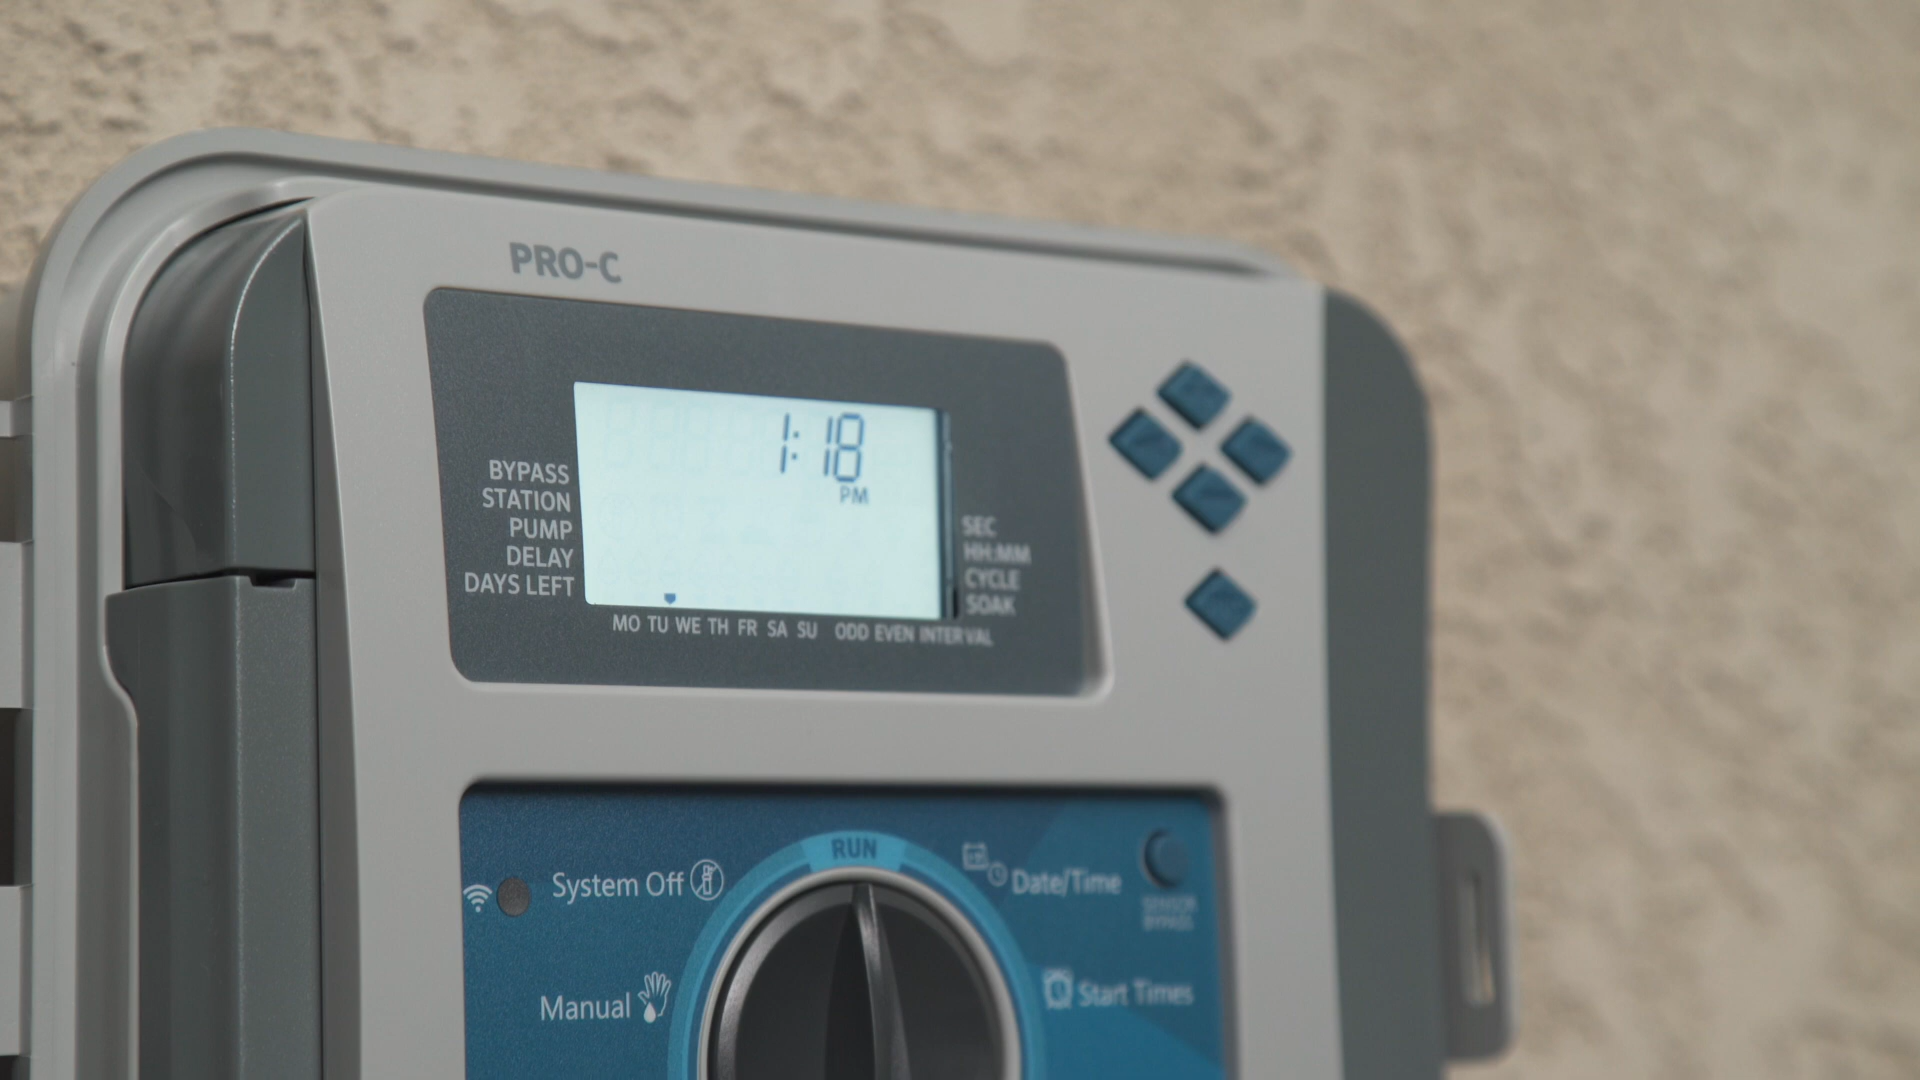 PRO-C
1:18
PM
BYPASS
STATION
PUMP
DELAY
DAYS LEFT
SEC
HH:MM
CYCLE
SOAK
MO TU WE TH FR SA SU ODD EVEN INTERVAL
RUN
System Off
Date/Time
SENSOR
BYPASS
Manual
Start Times